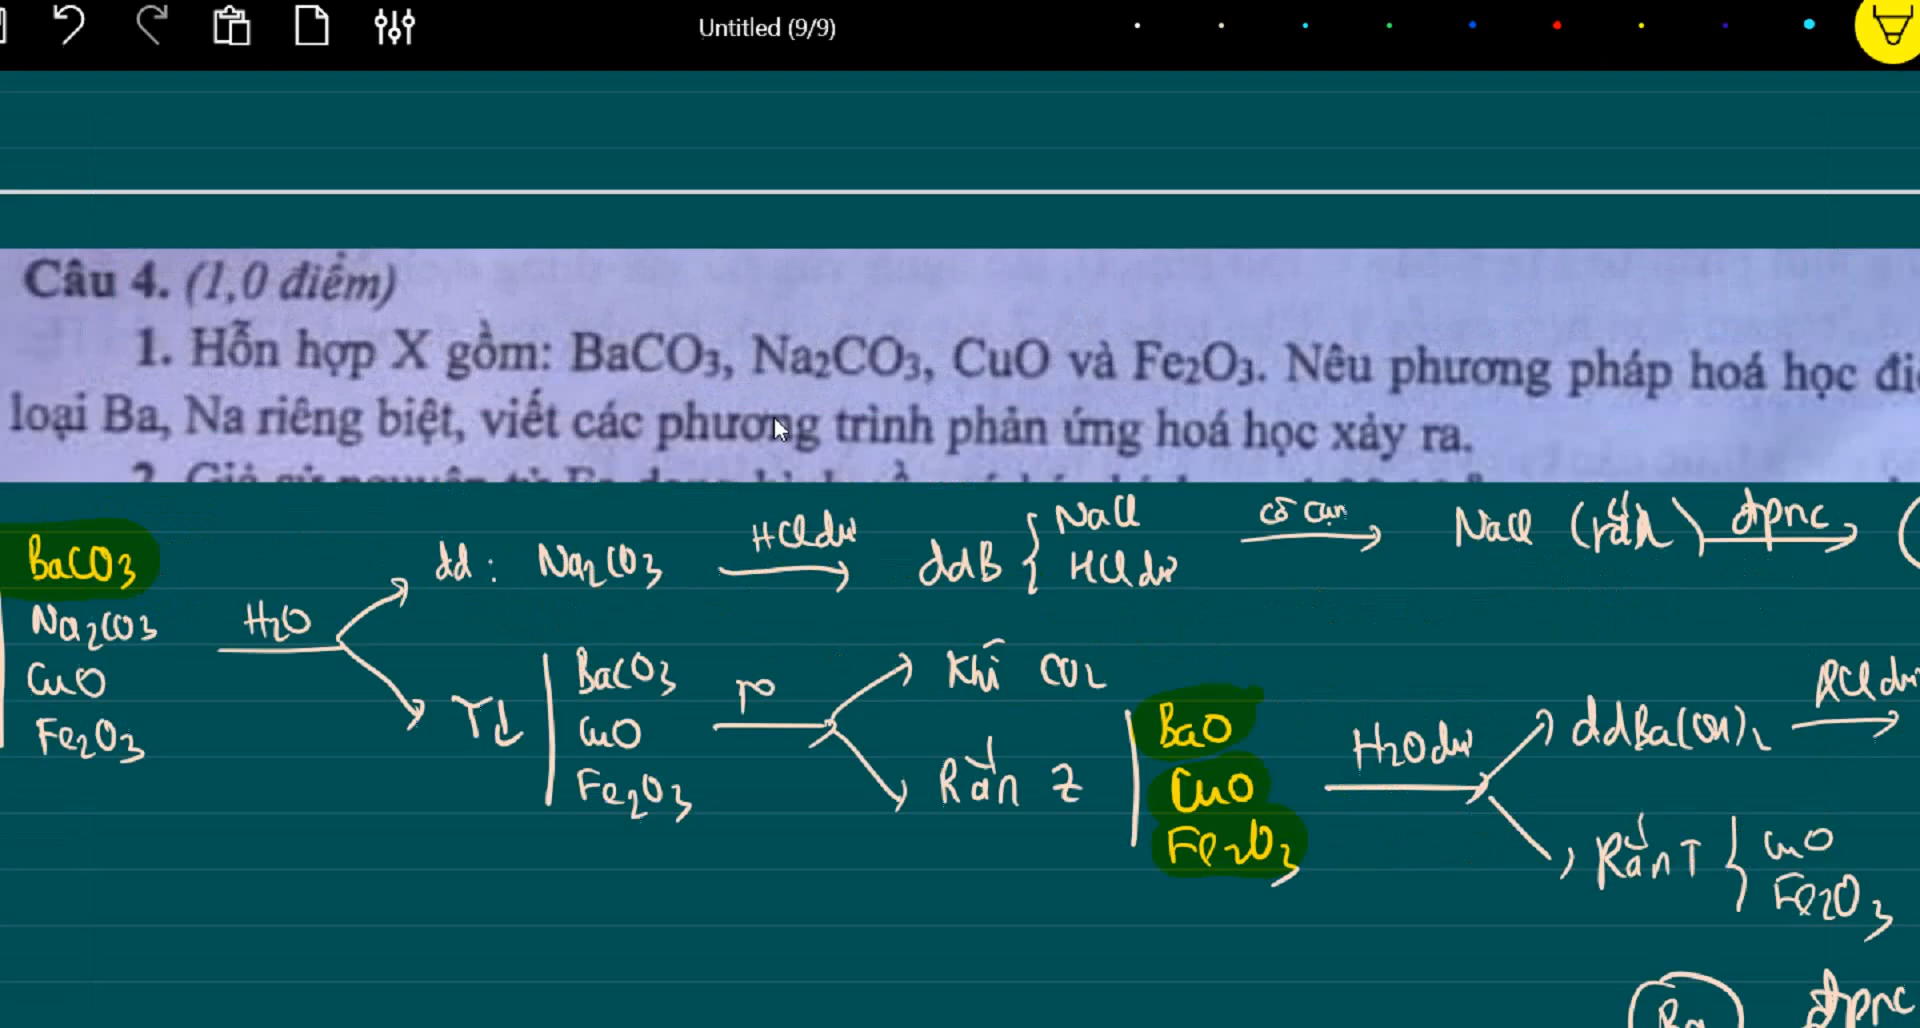 Untitled (9/9)
Câu 4. (1,0 điểm)
1. Hỗn hợp X gồm: BaCO3, Na2CO3, CuO và Fe2O3. Nêu phương pháp hoá học
loại Ba, Na riêng biệt, viết các phương trình phản ứng hoá học xảy ra.
BaCO3
Na2CO3
CuO
Fe2O3
H2O
dd: Na2CO3
HCl dư
ddB { NaCl
HCl dư
cô cạn
NaCl (rắn)
đpnc
Y↓
BaCO3
CuO
Fe2O3
to
Khí CO2
Rắn Z
BaO
CuO
Fe2O3
H2O dư
ddBa(OH)2
HCl dư
Rắn T { CuO
Fe2O3
Ba
đpnc